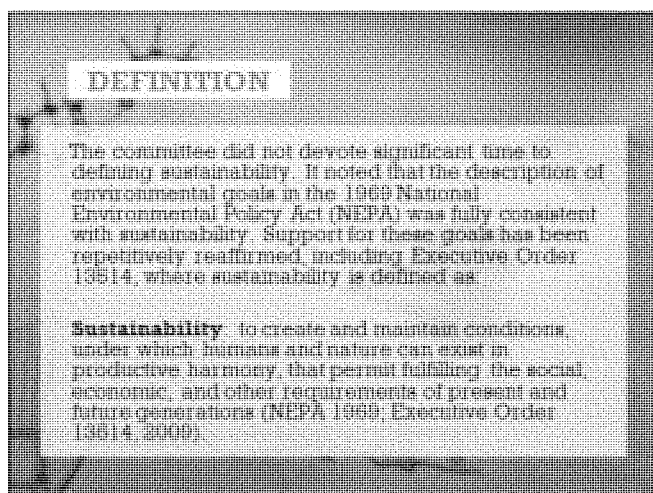 DEFINITION
The committee did not devote significant time to
defining sustainability. It noted that the description of
environmental goals in the 1969 National
Environmental Policy Act (NEPA) was fully consistent
with sustainability. Support for these goals has been
repetitively reaffirmed, including Executive Order
13514, where sustainability is defined as:
Sustainability: to create and maintain conditions,
under which humans and nature can exist in
productive harmony, that permit fulfilling the social,
economic, and other requirements of present and
future generations (NEPA 1969; Executive Order
13514, 2009).